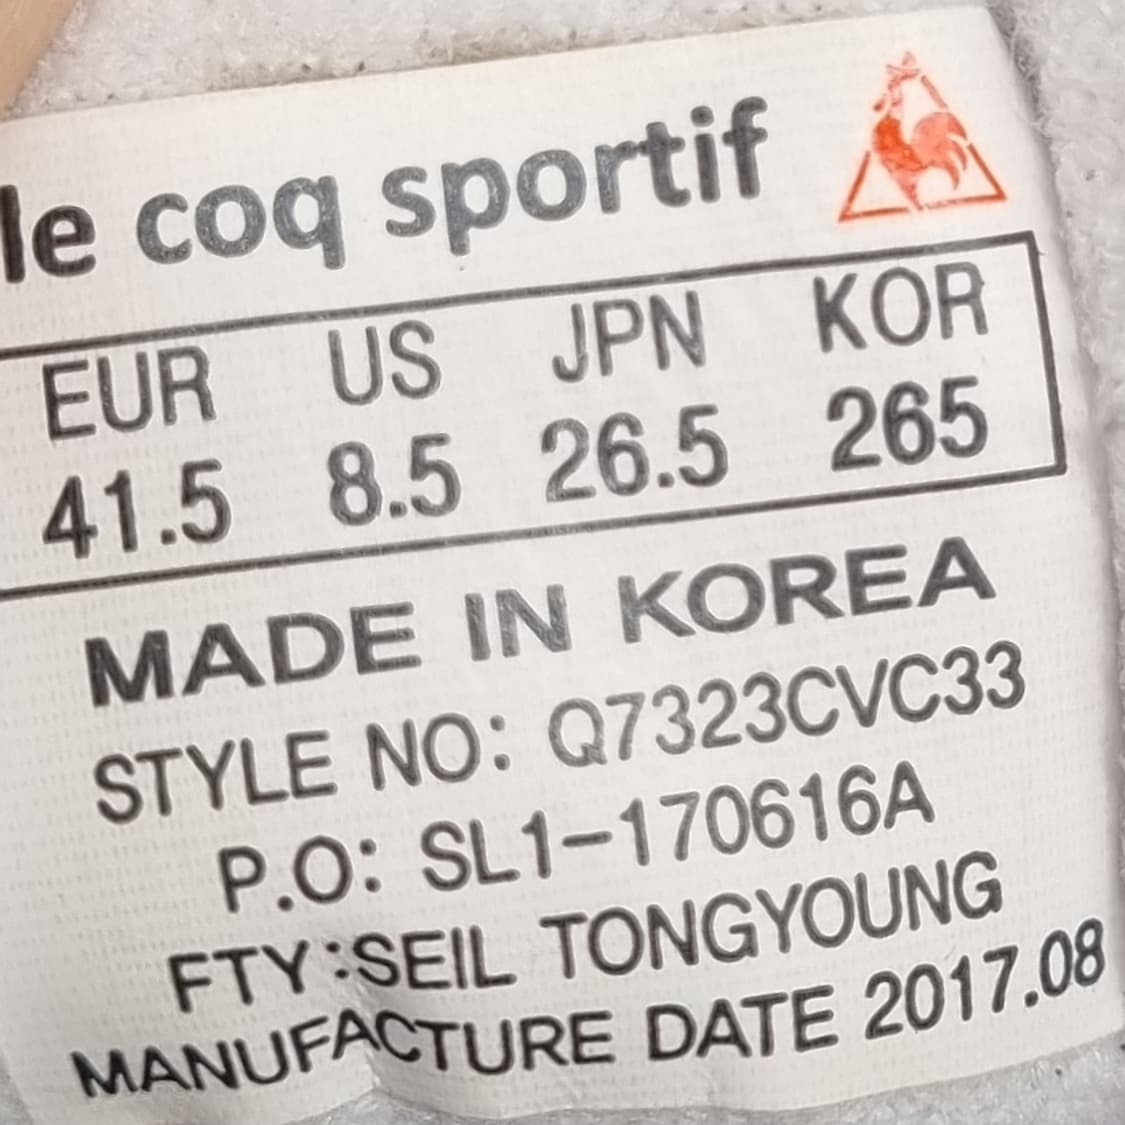 le coq sportif
EUR US JPN KOR
41.5 8.5 26.5 265
MADE IN KOREA
STYLE NO: Q7323CVC33
P.O: SL1-170616A
FTY:SEIL TONGYOUNG
MANUFACTURE DATE 2017.08